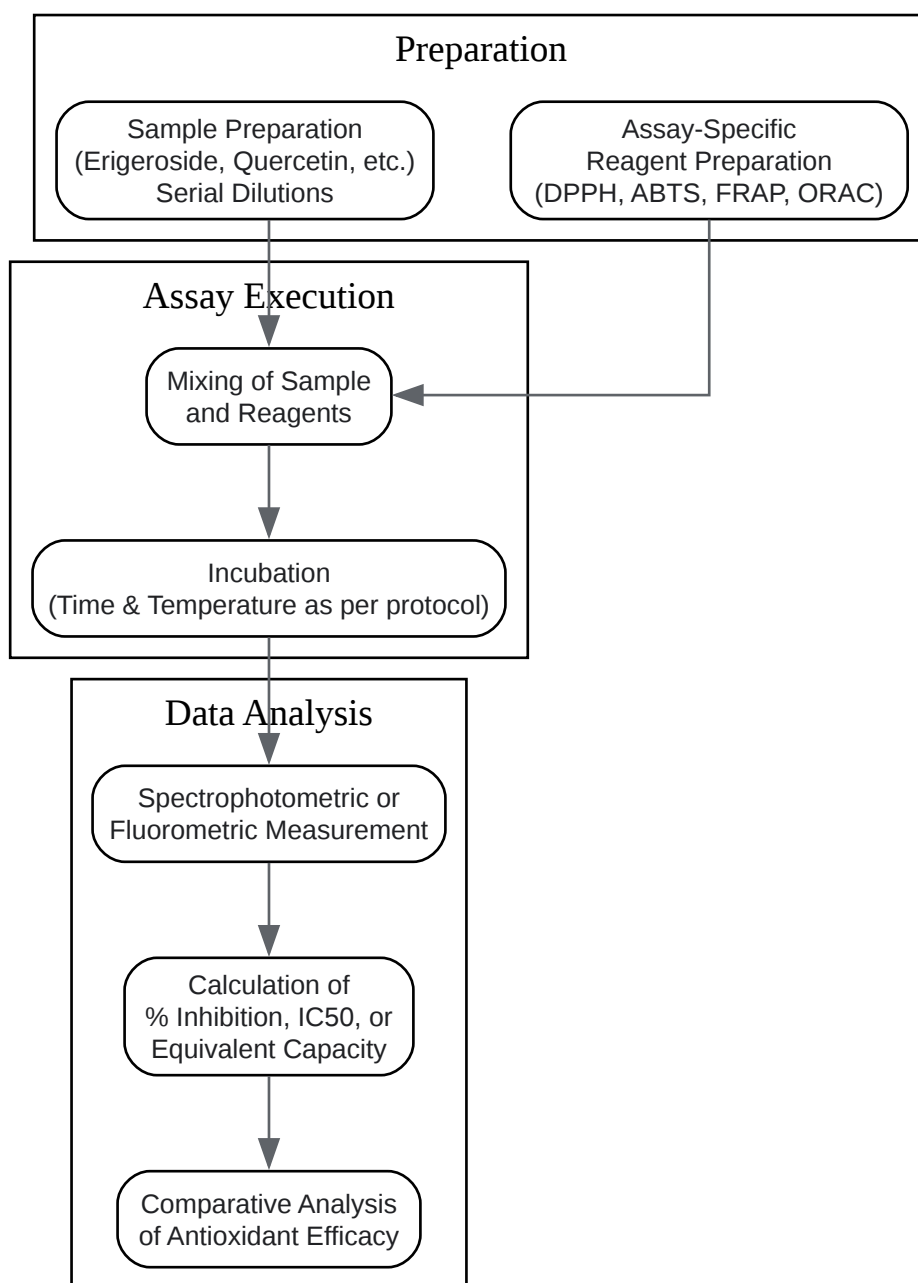 Preparation
Sample Preparation
(Erigeroside, Quercetin, etc.)
Serial Dilutions
Assay-Specific
Reagent Preparation
(DPPH, ABTS, FRAP, ORAC)
Assay Execution
Mixing of Sample
and Reagents
Incubation
(Time & Temperature as per protocol)
Data Analysis
Spectrophotometric or
Fluorometric Measurement
Calculation of
% Inhibition, IC50, or
Equivalent Capacity
Comparative Analysis
of Antioxidant Efficacy